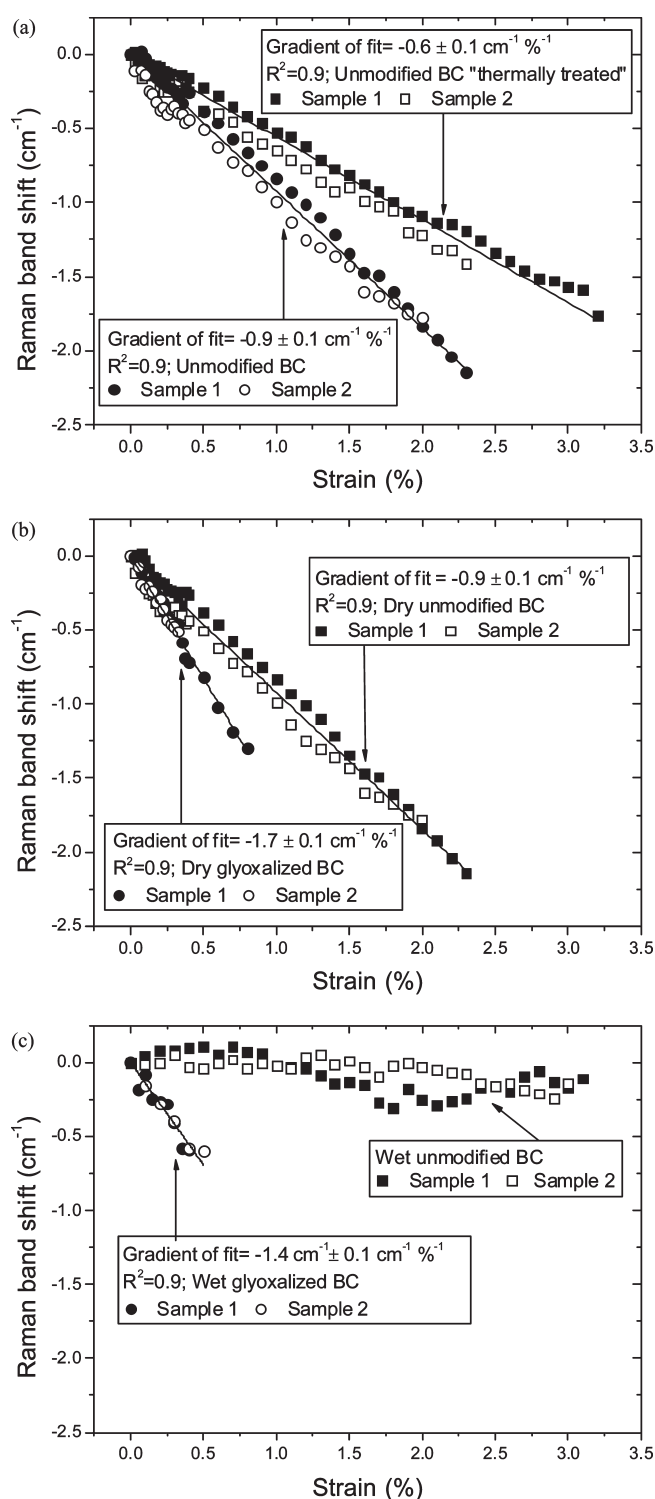 (a)
0.0
-0.5
-1.0
-1.5
-2.0
-2.5
Raman band shift (cm⁻¹)
Gradient of fit= -0.6 ± 0.1 cm⁻¹ %⁻¹
R²=0.9; Unmodified BC "thermally treated"
Sample 1 Sample 2
Gradient of fit= -0.9 ± 0.1 cm⁻¹ %⁻¹
R²=0.9; Unmodified BC
Sample 1 Sample 2
0.0 0.5 1.0 1.5 2.0 2.5 3.0 3.5
Strain (%)
(b)
0.0
-0.5
-1.0
-1.5
-2.0
-2.5
Raman band shift (cm⁻¹)
Gradient of fit = -0.9 ± 0.1 cm⁻¹ %⁻¹
R²=0.9; Dry unmodified BC
Sample 1 Sample 2
Gradient of fit= -1.7 ± 0.1 cm⁻¹ %⁻¹
R²=0.9; Dry glyoxalized BC
Sample 1 Sample 2
0.0 0.5 1.0 1.5 2.0 2.5 3.0 3.5
Strain (%)
(c)
0.0
-0.5
-1.0
-1.5
-2.0
-2.5
Raman band shift (cm⁻¹)
Wet unmodified BC
Sample 1 Sample 2
Gradient of fit= -1.4 cm⁻¹ ± 0.1 cm⁻¹ %⁻¹
R²=0.9; Wet glyoxalized BC
Sample 1 Sample 2
0.0 0.5 1.0 1.5 2.0 2.5 3.0 3.5
Strain (%)